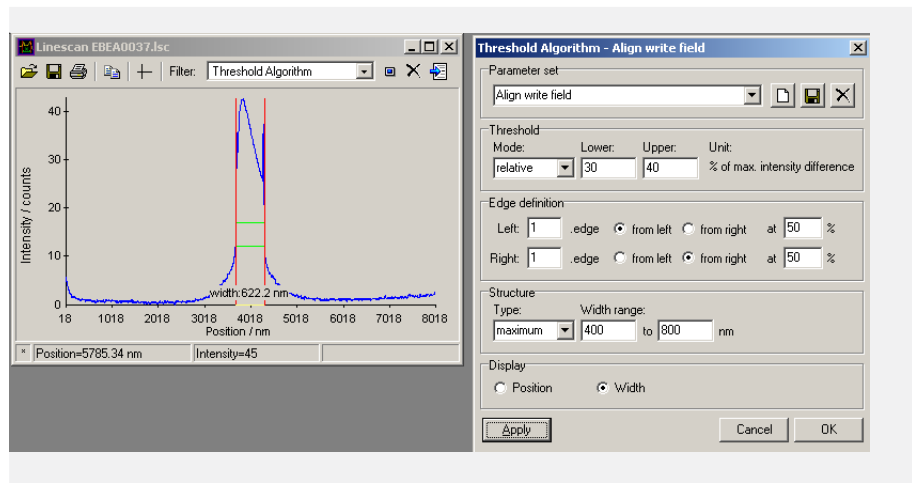 Linescan EBEA0037.lsc
Filter: Threshold Algorithm
Intensity / counts
40
30
20
10
0
width:622.2 nm
18 1018 2018 3018 4018 5018 6018 7018 8018
Position / nm
* Position=5785.34 nm Intensity=45
Threshold Algorithm - Align write field
Parameter set
Align write field
Threshold
Mode: Lower: Upper: Unit:
relative 30 40 % of max. intensity difference
Edge definition
Left: 1 .edge from left from right at 50 %
Right: 1 .edge from left from right at 50 %
Structure
Type: Width range:
maximum 400 to 800 nm
Display
Position Width
Apply Cancel OK